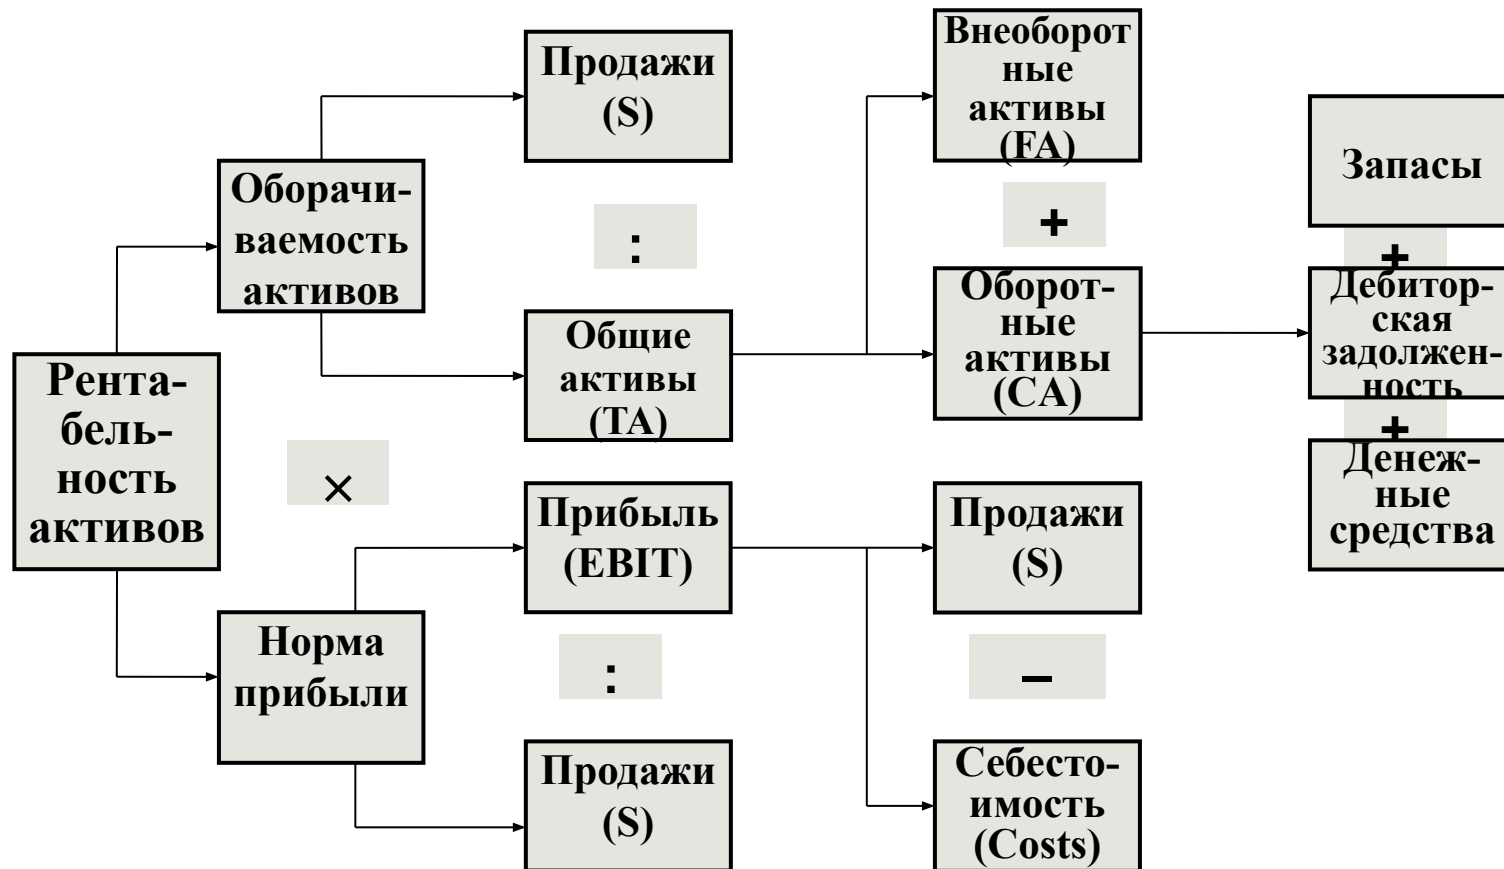 Продажи
(S)
Внеоборот
ные
активы
(FA)
Запасы
Оборачи-
ваемость
активов
:
+
+
Общие
активы
(TA)
Оборот-
ные
активы
(CA)
Дебитор-
ская
задолжен-
ность
Рента-
бель-
ность
активов
×
+
Денеж-
ные
средства
Прибыль
(EBIT)
Продажи
(S)
Норма
прибыли
:
–
Продажи
(S)
Себесто-
имость
(Costs)